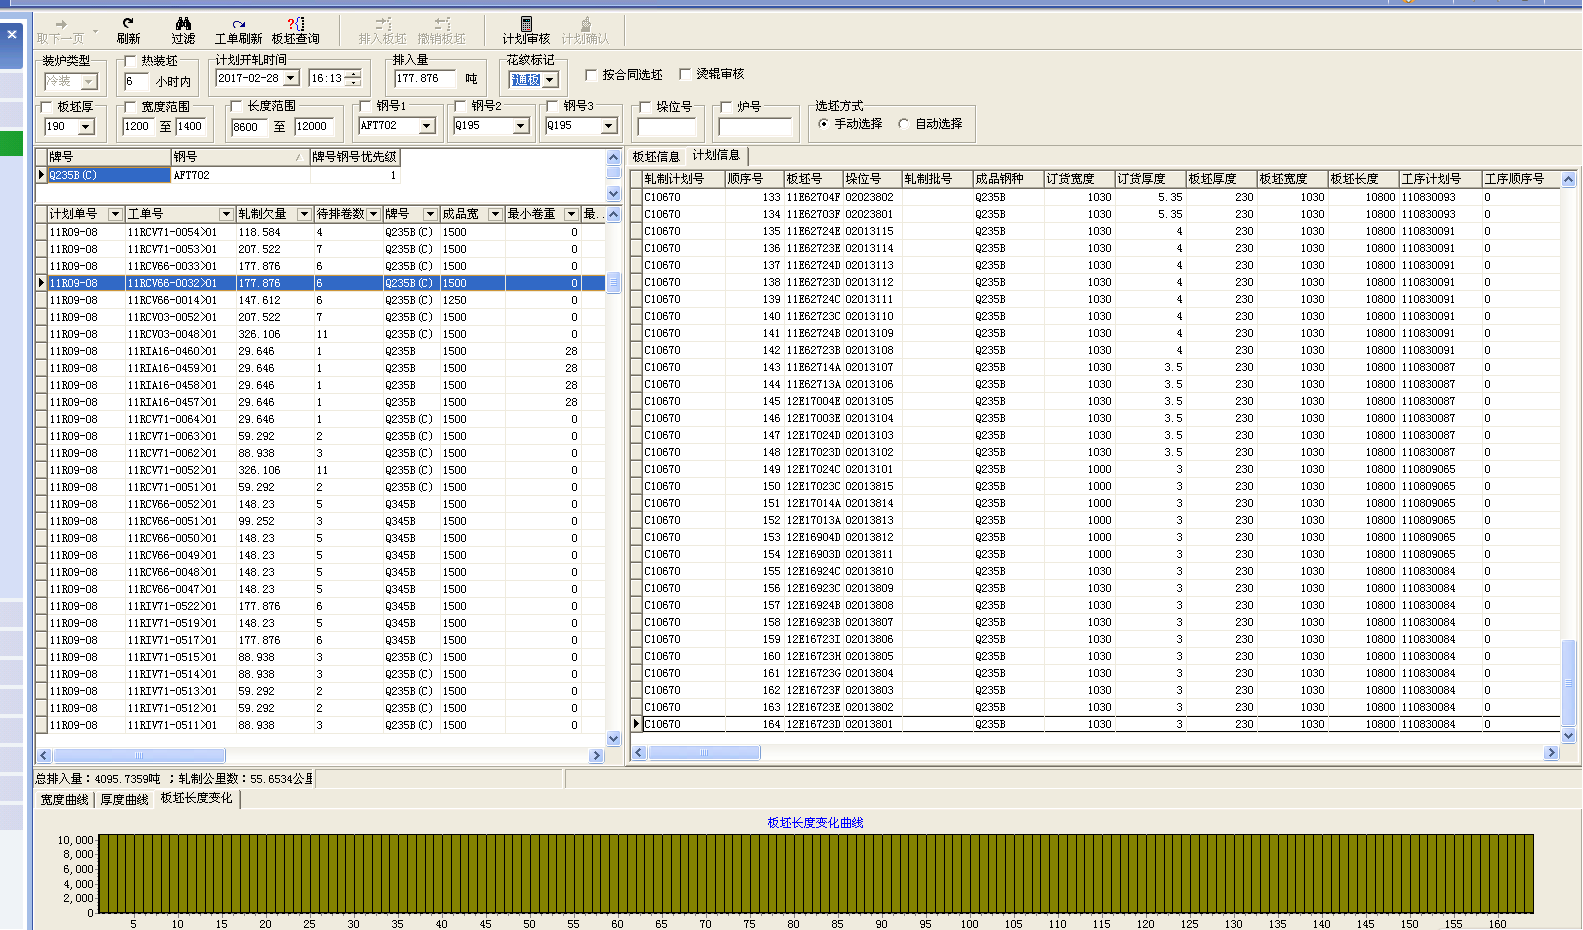 取下一页 刷新 过滤 工单刷新 板坯查询 排入板坯 撤销板坯 计划审核 计划确认
装炉类型 热装坯 计划开轧时间 排入量 花纹标记
冷装 6 小时内 2017-02-28 16:13 177.876 吨 普板 按合同选坯 烫辊审核
板坯厚 宽度范围 长度范围 钢号1 钢号2 钢号3 垛位号 炉号 选坯方式
190 1200 至 1400 8600 至 12000 AFT702 Q195 Q195 手动选择 自动选择
牌号 钢号 牌号钢号优先级
Q235B(C) AFT702 1
计划单号 工单号 轧制欠量 待排卷数 牌号 成品宽 最小卷重 最..
11R09-08 11RCV71-0054>01 118.584 4 Q235B(C) 1500 0
11R09-08 11RCV71-0053>01 207.522 7 Q235B(C) 1500 0
11R09-08 11RCV66-0033>01 177.876 6 Q235B(C) 1500 0
11R09-08 11RCV66-0032>01 177.876 6 Q235B(C) 1500 0
11R09-08 11RCV66-0014>01 147.612 6 Q235B(C) 1250 0
11R09-08 11RCV03-0052>01 207.522 7 Q235B(C) 1500 0
11R09-08 11RCV03-0048>01 326.106 11 Q235B(C) 1500 0
11R09-08 11RIA16-0460>01 29.646 1 Q235B 1500 28
11R09-08 11RIA16-0459>01 29.646 1 Q235B 1500 28
11R09-08 11RIA16-0458>01 29.646 1 Q235B 1500 28
11R09-08 11RIA16-0457>01 29.646 1 Q235B 1500 28
11R09-08 11RCV71-0064>01 29.646 1 Q235B(C) 1500 0
11R09-08 11RCV71-0063>01 59.292 2 Q235B(C) 1500 0
11R09-08 11RCV71-0062>01 88.938 3 Q235B(C) 1500 0
11R09-08 11RCV71-0052>01 326.106 11 Q235B(C) 1500 0
11R09-08 11RCV71-0051>01 59.292 2 Q235B(C) 1500 0
11R09-08 11RCV66-0052>01 148.23 5 Q345B 1500 0
11R09-08 11RCV66-0051>01 99.252 3 Q345B 1500 0
11R09-08 11RCV66-0050>01 148.23 5 Q345B 1500 0
11R09-08 11RCV66-0049>01 148.23 5 Q345B 1500 0
11R09-08 11RCV66-0048>01 148.23 5 Q345B 1500 0
11R09-08 11RCV66-0047>01 148.23 5 Q345B 1500 0
11R09-08 11RIV71-0522>01 177.876 6 Q345B 1500 0
11R09-08 11RIV71-0519>01 148.23 5 Q345B 1500 0
11R09-08 11RIV71-0517>01 177.876 6 Q345B 1500 0
11R09-08 11RIV71-0515>01 88.938 3 Q235B(C) 1500 0
11R09-08 11RIV71-0514>01 88.938 3 Q235B(C) 1500 0
11R09-08 11RIV71-0513>01 59.292 2 Q235B(C) 1500 0
11R09-08 11RIV71-0512>01 59.292 2 Q235B(C) 1500 0
11R09-08 11RIV71-0511>01 88.938 3 Q235B(C) 1500 0
板坯信息 计划信息
轧制计划号 顺序号 板坯号 垛位号 轧制批号 成品钢种 订货宽度 订货厚度 板坯厚度 板坯宽度 板坯长度 工序计划号 工序顺序号
C10670 133 11E62704F 02023802 Q235B 1030 5.35 230 1030 10800 110830093 0
C10670 134 11E62703F 02023801 Q235B 1030 5.35 230 1030 10800 110830093 0
C10670 135 11E62724E 02013115 Q235B 1030 4 230 1030 10800 110830091 0
C10670 136 11E62723E 02013114 Q235B 1030 4 230 1030 10800 110830091 0
C10670 137 11E62724D 02013113 Q235B 1030 4 230 1030 10800 110830091 0
C10670 138 11E62723D 02013112 Q235B 1030 4 230 1030 10800 110830091 0
C10670 139 11E62724C 02013111 Q235B 1030 4 230 1030 10800 110830091 0
C10670 140 11E62723C 02013110 Q235B 1030 4 230 1030 10800 110830091 0
C10670 141 11E62724B 02013109 Q235B 1030 4 230 1030 10800 110830091 0
C10670 142 11E62723B 02013108 Q235B 1030 4 230 1030 10800 110830091 0
C10670 143 11E62714A 02013107 Q235B 1030 3.5 230 1030 10800 110830087 0
C10670 144 11E62713A 02013106 Q235B 1030 3.5 230 1030 10800 110830087 0
C10670 145 12E17004E 02013105 Q235B 1030 3.5 230 1030 10800 110830087 0
C10670 146 12E17003E 02013104 Q235B 1030 3.5 230 1030 10800 110830087 0
C10670 147 12E17024D 02013103 Q235B 1030 3.5 230 1030 10800 110830087 0
C10670 148 12E17023D 02013102 Q235B 1030 3.5 230 1030 10800 110830087 0
C10670 149 12E17024C 02013101 Q235B 1000 3 230 1030 10800 110809065 0
C10670 150 12E17023C 02013815 Q235B 1000 3 230 1030 10800 110809065 0
C10670 151 12E17014A 02013814 Q235B 1000 3 230 1030 10800 110809065 0
C10670 152 12E17013A 02013813 Q235B 1000 3 230 1030 10800 110809065 0
C10670 153 12E16904D 02013812 Q235B 1000 3 230 1030 10800 110809065 0
C10670 154 12E16903D 02013811 Q235B 1000 3 230 1030 10800 110809065 0
C10670 155 12E16924C 02013810 Q235B 1030 3 230 1030 10800 110830084 0
C10670 156 12E16923C 02013809 Q235B 1030 3 230 1030 10800 110830084 0
C10670 157 12E16924B 02013808 Q235B 1030 3 230 1030 10800 110830084 0
C10670 158 12E16923B 02013807 Q235B 1030 3 230 1030 10800 110830084 0
C10670 159 12E16723I 02013806 Q235B 1030 3 230 1030 10800 110830084 0
C10670 160 12E16723H 02013805 Q235B 1030 3 230 1030 10800 110830084 0
C10670 161 12E16723G 02013804 Q235B 1030 3 230 1030 10800 110830084 0
C10670 162 12E16723F 02013803 Q235B 1030 3 230 1030 10800 110830084 0
C10670 163 12E16723E 02013802 Q235B 1030 3 230 1030 10800 110830084 0
C10670 164 12E16723D 02013801 Q235B 1030 3 230 1030 10800 110830084 0
总排入量：4095.7359吨 ；轧制公里数：55.6534公里
宽度曲线 厚度曲线 板坯长度变化
板坯长度变化曲线
10,000
8,000
6,000
4,000
2,000
0
5 10 15 20 25 30 35 40 45 50 55 60 65 70 75 80 85 90 95 100 105 110 115 120 125 130 135 140 145 150 155 160